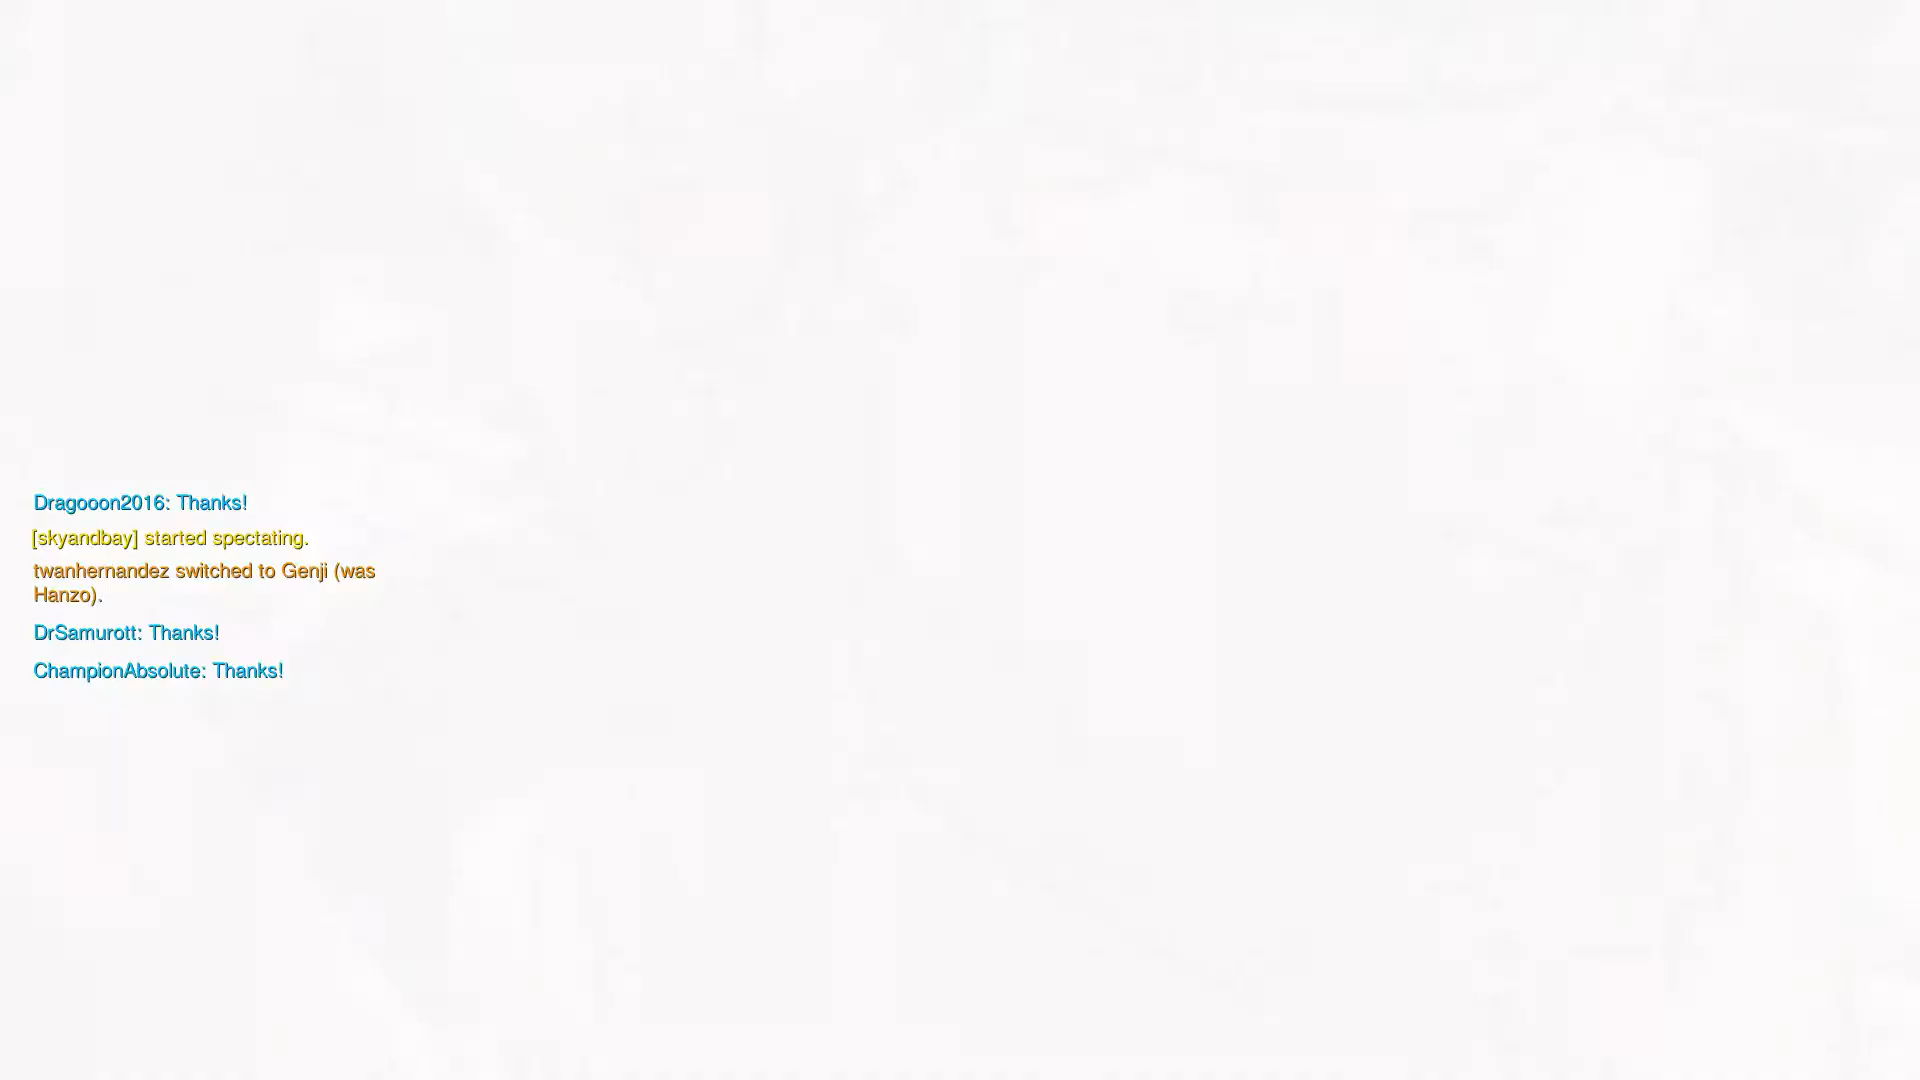 Dragooon2016: Thanks!
[skyandbay] started spectating.
twanhernandez switched to Genji (was
Hanzo).
DrSamurott: Thanks!
ChampionAbsolute: Thanks!